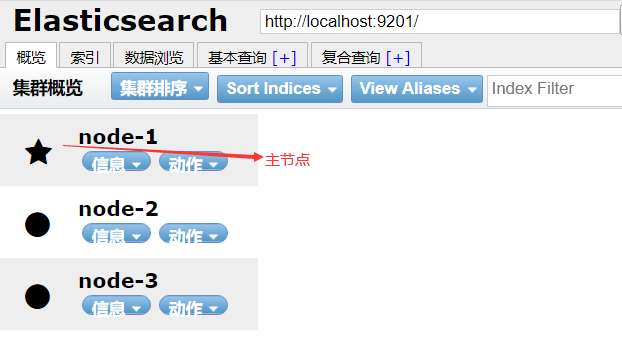 Elasticsearch http://localhost:9201/
概览 索引 数据浏览 基本查询 [+] 复合查询 [+]
集群概览 集群排序 Sort Indices View Aliases Index Filter
node-1
信息 动作 主节点
node-2
信息 动作
node-3
信息 动作